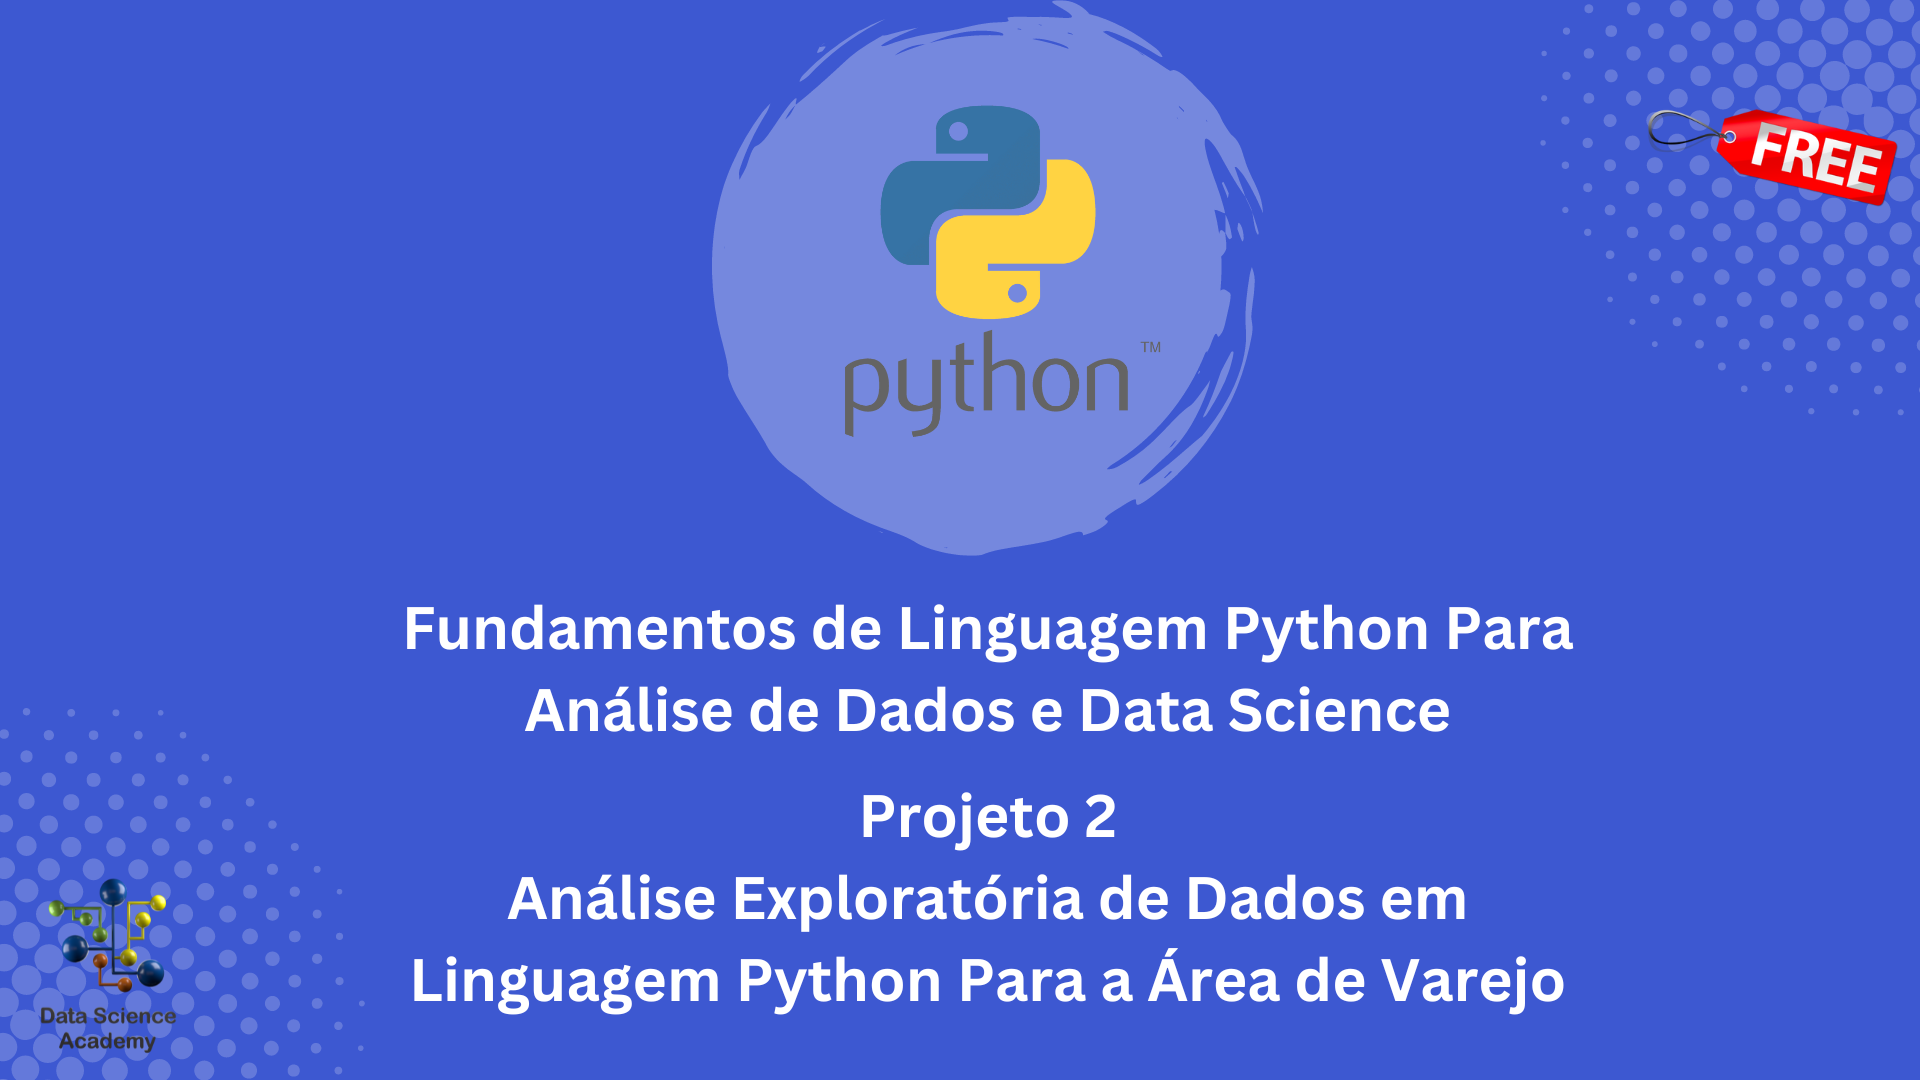 FREE
python
TM
Fundamentos de Linguagem Python Para
Análise de Dados e Data Science
Projeto 2
Análise Exploratória de Dados em
Linguagem Python Para a Área de Varejo
Data Science
Academy